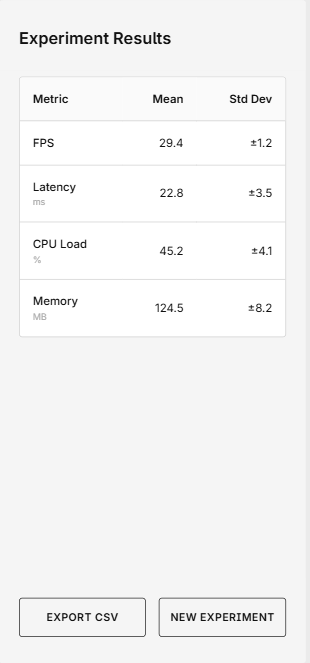 Experiment Results
Metric Mean Std Dev
FPS 29.4 ±1.2
Latency 22.8 ±3.5
ms
CPU Load 45.2 ±4.1
%
Memory 124.5 ±8.2
MB
EXPORT CSV NEW EXPERIMENT